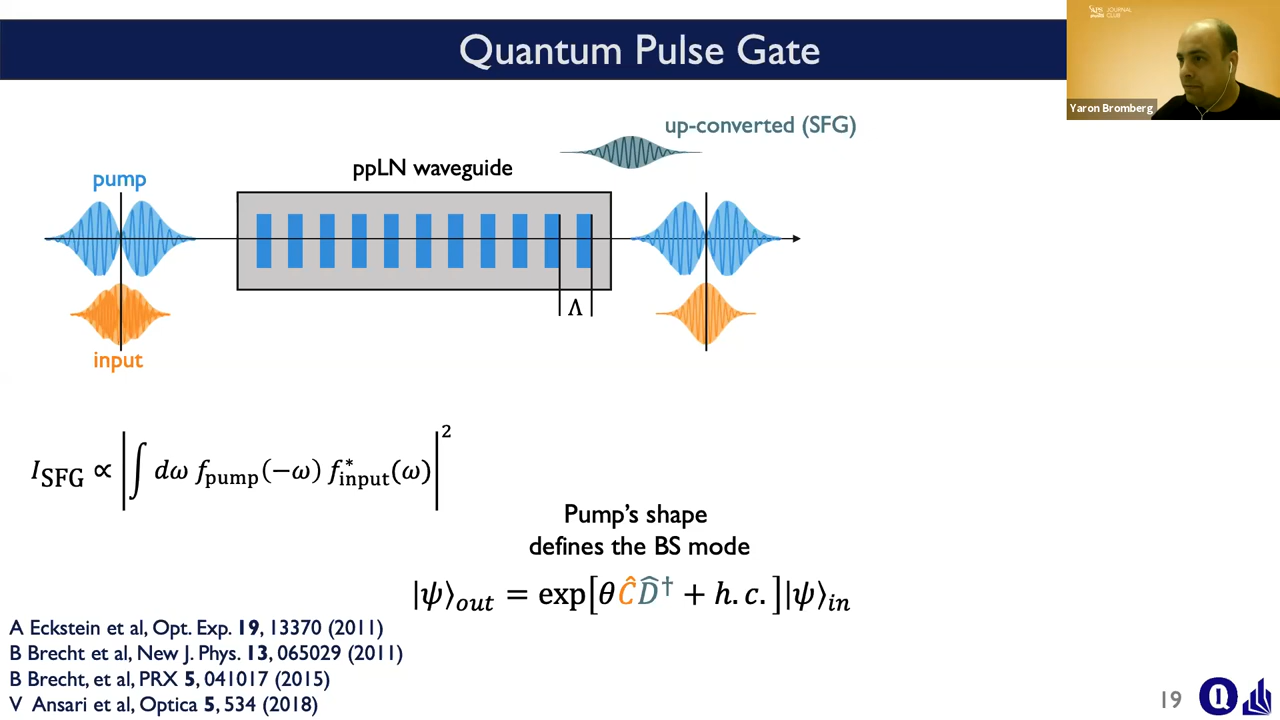 Quantum Pulse Gate
APS
JOURNAL
CLUB
Yaron Bromberg
up-converted (SFG)
ppLN waveguide
pump
Λ
input
I_SFG ∝ |∫ dω f_pump(−ω) f*_input(ω)|²
Pump's shape
defines the BS mode
|ψ⟩_out = exp[θĈD̂† + h.c.]|ψ⟩_in
A Eckstein et al, Opt. Exp. 19, 13370 (2011)
B Brecht et al, New J. Phys. 13, 065029 (2011)
B Brecht, et al, PRX 5, 041017 (2015)
V Ansari et al, Optica 5, 534 (2018)
19
Q